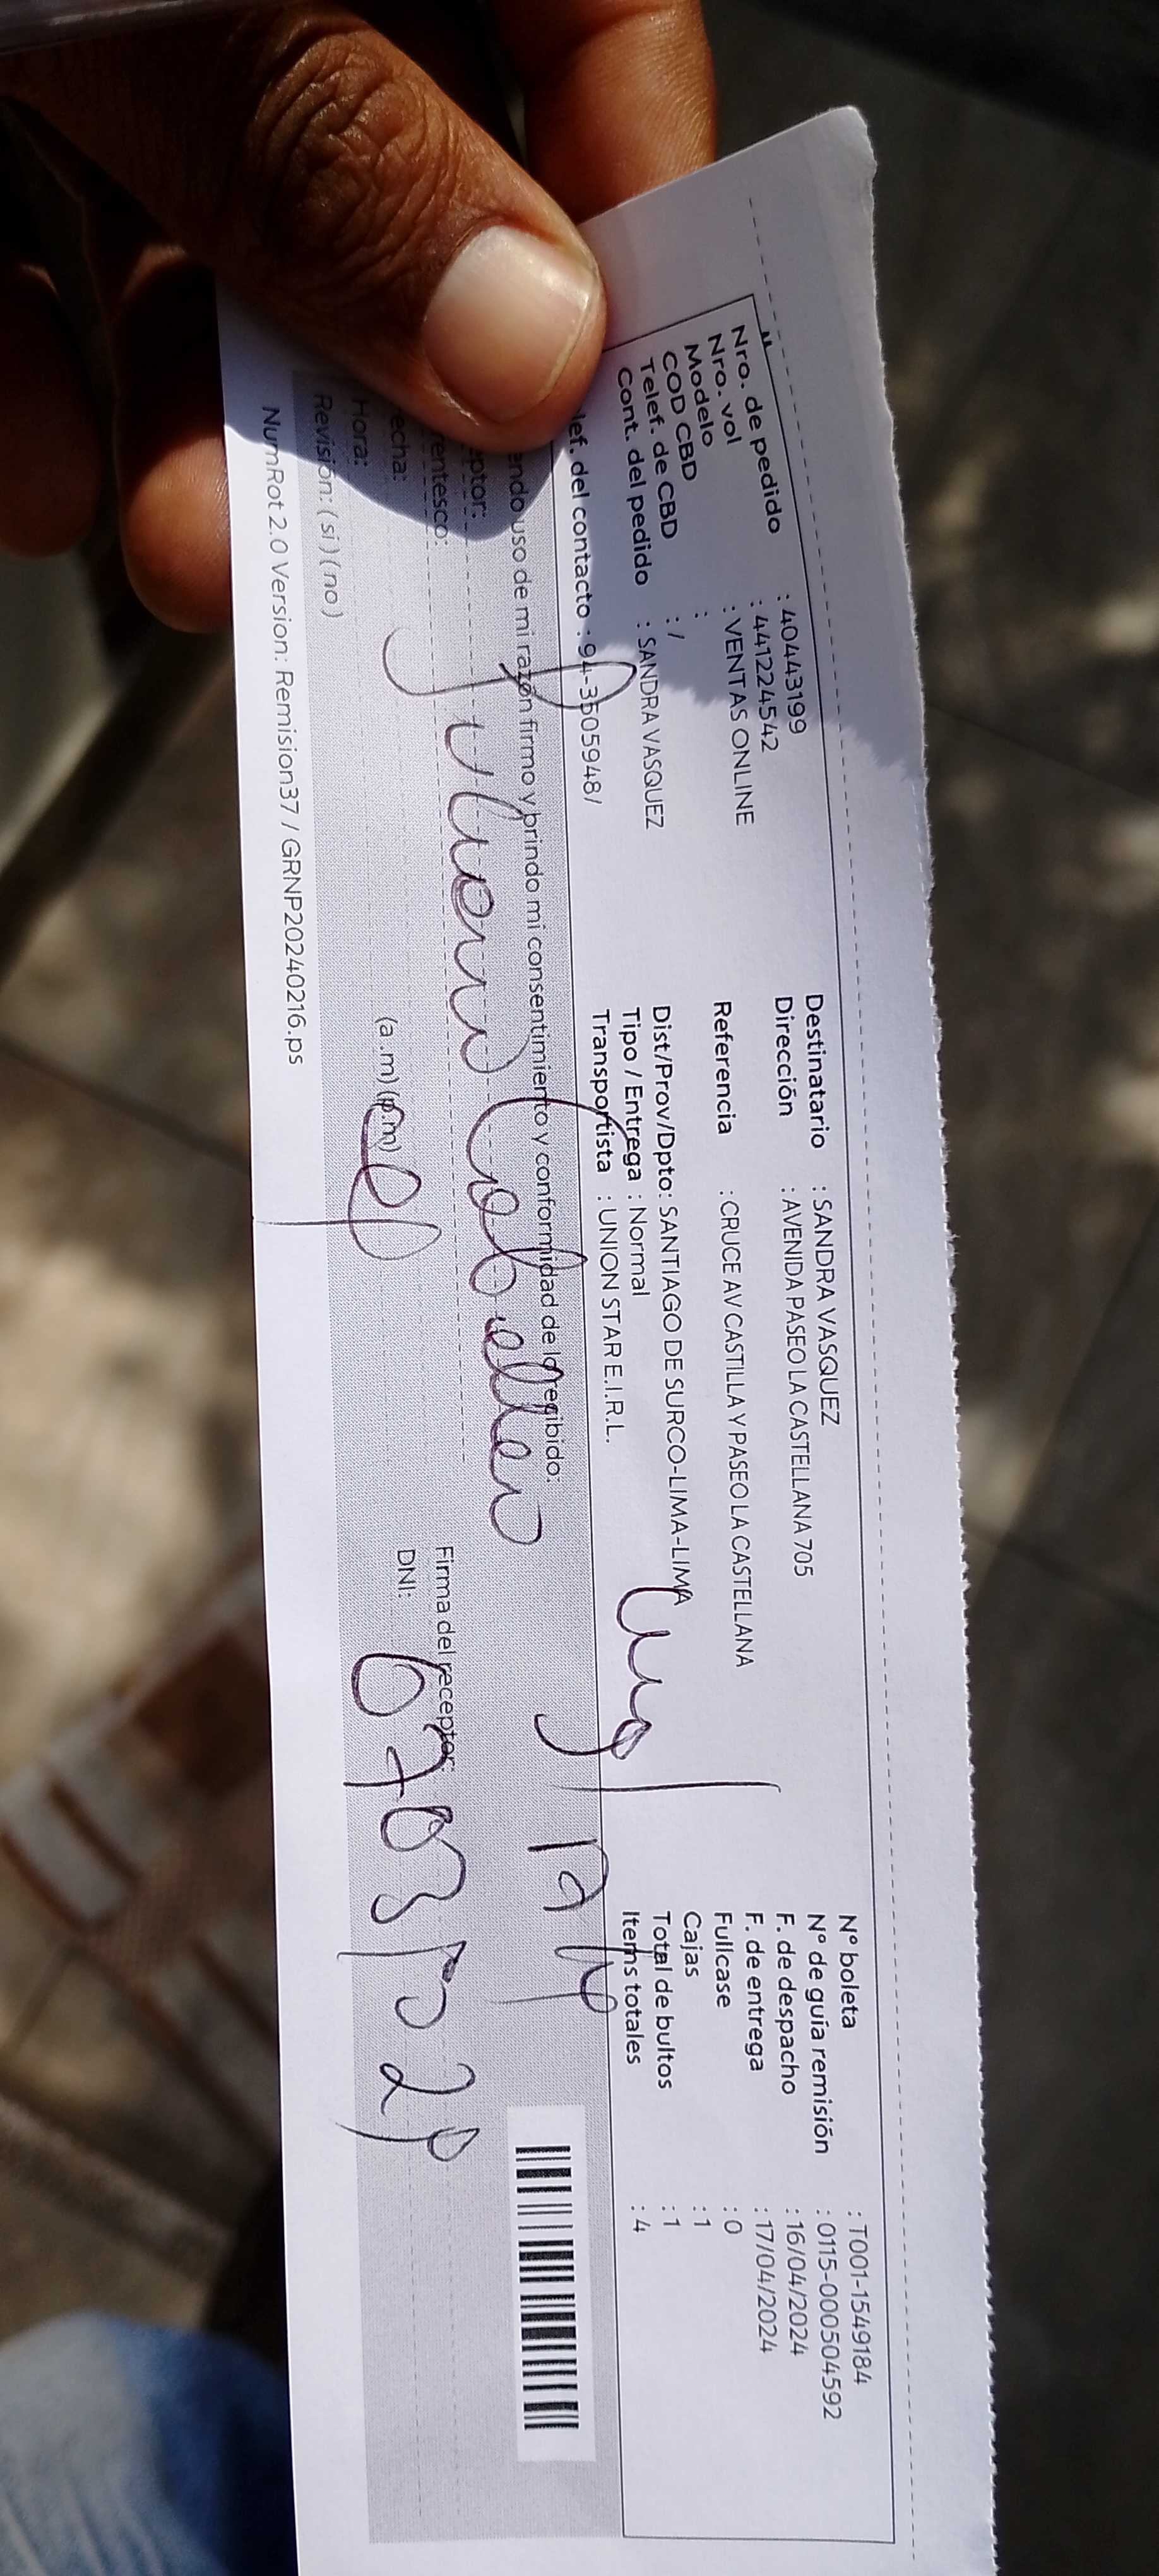 Nro. de pedido : 40443199
Nro. vol : 441224542
Modelo : VENTAS ONLINE
COD CBD :
Telef. de CBD : /
Cont. del pedido : SANDRA VASQUEZ
lef. del contacto : 94-3505948/
Destinatario : SANDRA VASQUEZ
Dirección : AVENIDA PASEO LA CASTELLANA 705
Referencia : CRUCE AV CASTILLA Y PASEO LA CASTELLANA
Dist/Prov/Dpto: SANTIAGO DE SURCO-LIMA-LIMA
Tipo / Entrega : Normal
Transportista : UNION STAR E.I.R.L.
N° boleta : T001-1549184
N° de guía remisión : 0115-000504592
F. de despacho : 16/04/2024
F. de entrega : 17/04/2024
Fullcase : 0
Cajas : 1
Total de bultos : 1
Items totales : 4
endo uso de mi razón firmo y brindo mi consentimiento y conformidad de lo recibido:
ptor:
entesco:
echa:
Hora: (a.m) (p.m)
Revisión: ( si ) ( no )
Firma del receptor:
DNI:
NumRot 2.0 Version: Remision37 / GRNP20240216.ps